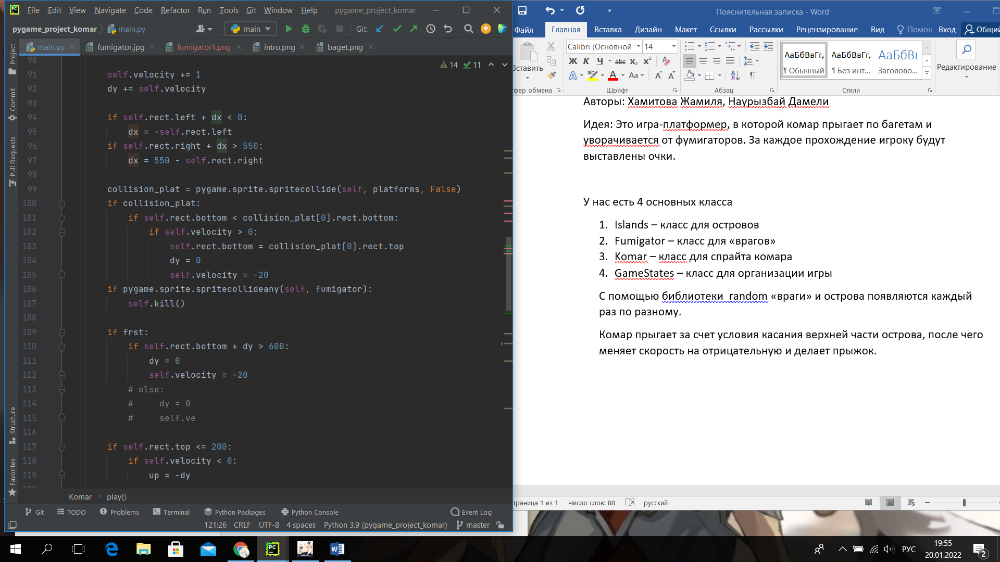 File Edit View Navigate Code Refactor Run Tools Git Window Help pygame_project_komar
pygame_project_komar main.py main Git:
main.py fumigator.jpg fumigator1.png intro.png baget.png
14 11
90
91 self.velocity += 1
92 dy += self.velocity
93
94 if self.rect.left + dx < 0:
95 dx = -self.rect.left
96 if self.rect.right + dx > 550:
97 dx = 550 - self.rect.right
98
99 collision_plat = pygame.sprite.spritecollide(self, platforms, False)
100 if collision_plat:
101 if self.rect.bottom < collision_plat[0].rect.bottom:
102 if self.velocity > 0:
103 self.rect.bottom = collision_plat[0].rect.top
104 dy = 0
105 self.velocity = -20
106 if pygame.sprite.spritecollideany(self, fumigator):
107 self.kill()
108
109 if frst:
110 if self.rect.bottom + dy > 600:
111 dy = 0
112 self.velocity = -20
113 # else:
114 # dy = 0
115 # self.ve
116
117 if self.rect.top <= 200:
118 if self.velocity < 0:
119 up = -dy
Project
Commit
Pull Requests
Structure
Favorites
Komar play()
Git TODO Problems Terminal Python Packages Python Console Event Log
121:26 CRLF UTF-8 4 spaces Python 3.9 (pygame_project_komar) master
Пояснительная записка - Word
Файл Главная Вставка Дизайн Макет Ссылки Рассылки Рецензирование Вид Помощ Вход Общий
Calibri (Основной 14
Вставить
Ж К Ч abc x₂ x²
Aa
АаБбВвГг, АаБбВвГг, АаБбВв
¶ Обычный ¶ Без инт... Заголово...
Редактирование
фер обмена Шрифт Абзац Стили
Авторы: Хамитова Жамиля, Наурызбай Дамели
Идея: Это игра-платформер, в которой комар прыгает по багетам и
уворачивается от фумигаторов. За каждое прохождение игроку будут
выставлены очки.
У нас есть 4 основных класса
1. Islands – класс для островов
2. Fumigator – класс для «врагов»
3. Komar – класс для спрайта комара
4. GameStates – класс для организации игры
С помощью библиотеки random «враги» и острова появляются каждый
раз по разному.
Комар прыгает за счет условия касания верхней части острова, после чего
меняет скорость на отрицательную и делает прыжок.
траница 1 из 1 Число слов: 88 русский
РУС 19:55
20.01.2022
2